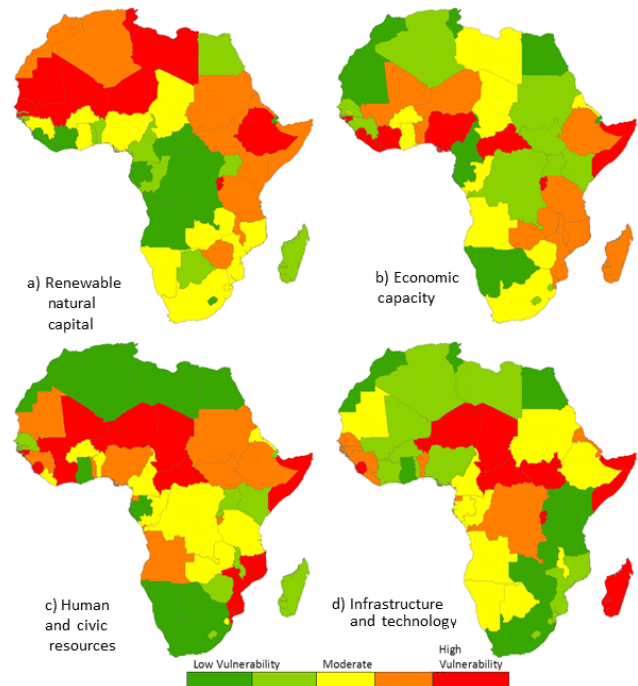 a) Renewable
natural
capital
b) Economic
capacity
c) Human
and civic
resources
d) Infrastructure
and technology
Low Vulnerability
Moderate
High
Vulnerability